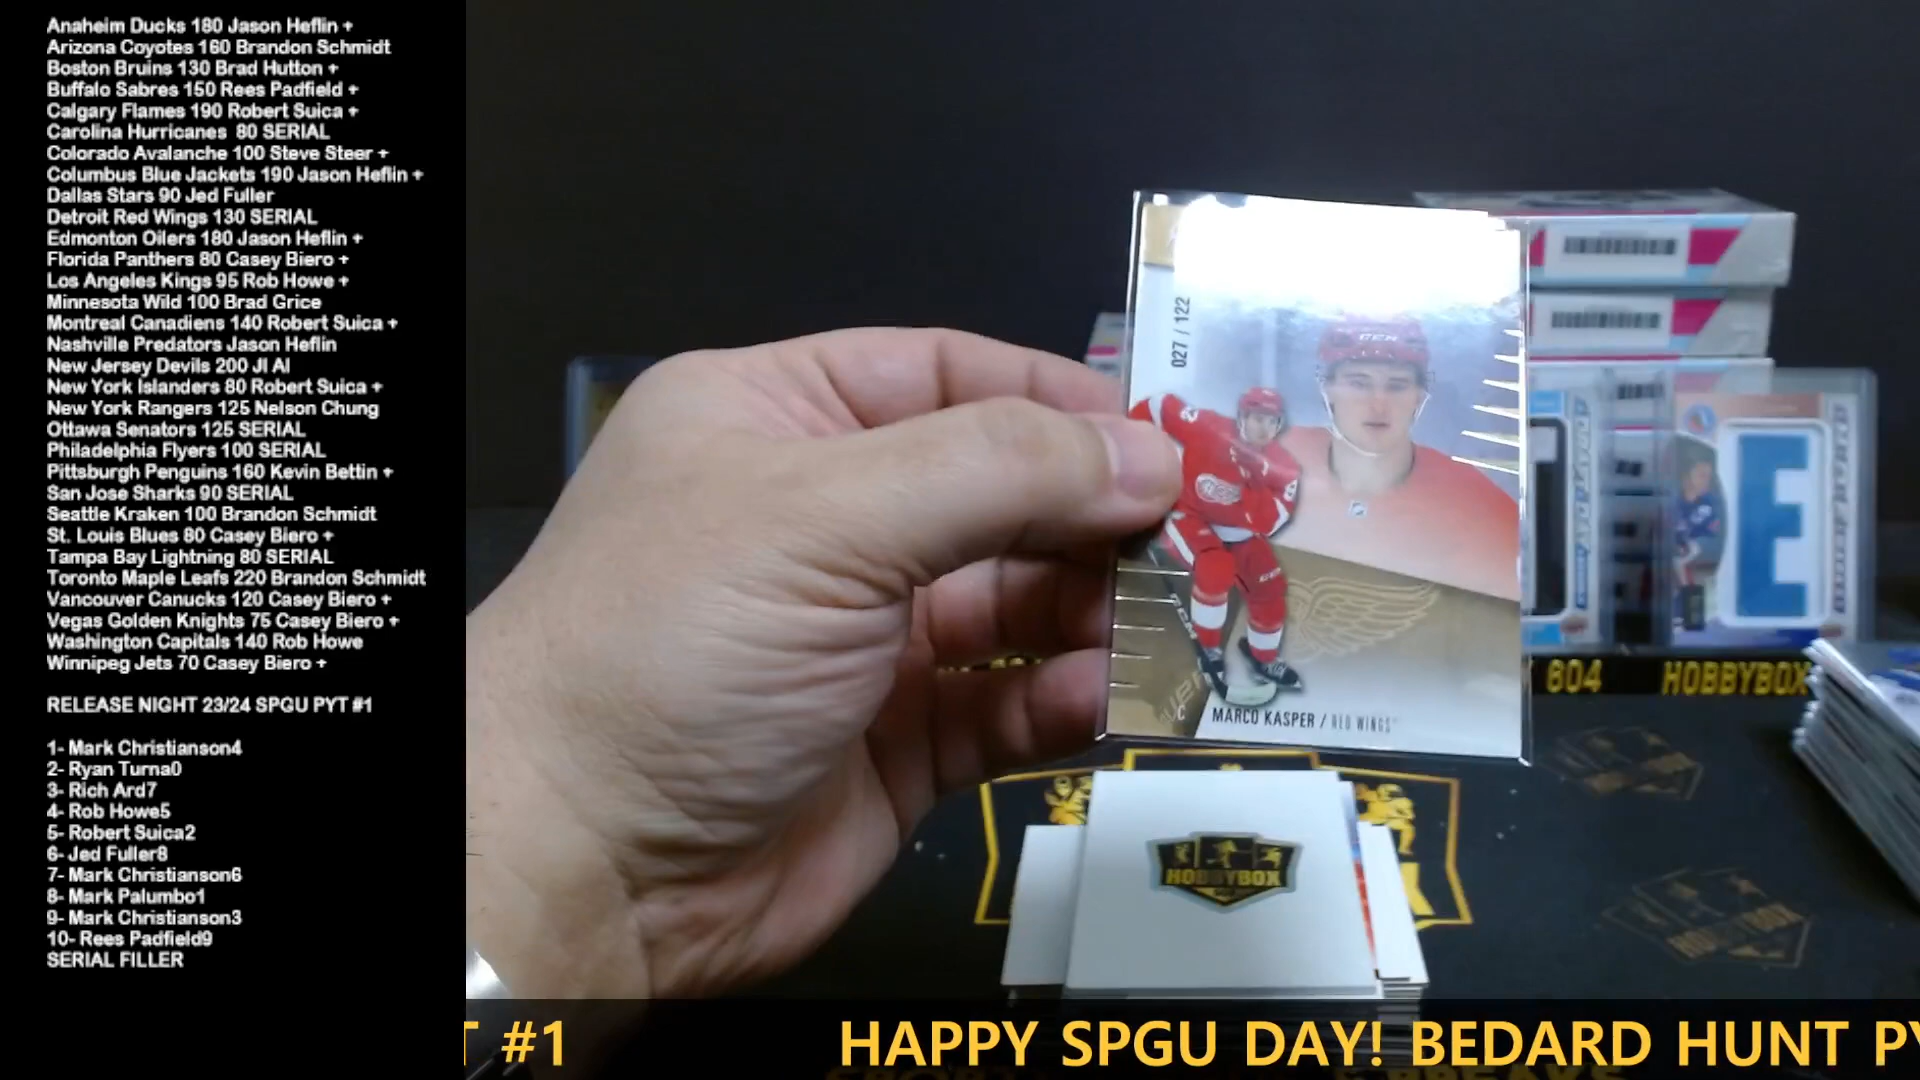 Anaheim Ducks 180 Jason Heflin +
Arizona Coyotes 160 Brandon Schmidt
Boston Bruins 130 Brad Hutton +
Buffalo Sabres 150 Rees Padfield +
Calgary Flames 190 Robert Suica +
Carolina Hurricanes 80 SERIAL
Colorado Avalanche 100 Steve Steer +
Columbus Blue Jackets 190 Jason Heflin +
Dallas Stars 90 Jed Fuller
Detroit Red Wings 130 SERIAL
Edmonton Oilers 180 Jason Heflin +
Florida Panthers 80 Casey Biero +
Los Angeles Kings 95 Rob Howe +
Minnesota Wild 100 Brad Grice
Montreal Canadiens 140 Robert Suica +
Nashville Predators Jason Heflin
New Jersey Devils 200 JI AI
New York Islanders 80 Robert Suica +
New York Rangers 125 Nelson Chung
Ottawa Senators 125 SERIAL
Philadelphia Flyers 100 SERIAL
Pittsburgh Penguins 160 Kevin Bettin +
San Jose Sharks 90 SERIAL
Seattle Kraken 100 Brandon Schmidt
St. Louis Blues 80 Casey Biero +
Tampa Bay Lightning 80 SERIAL
Toronto Maple Leafs 220 Brandon Schmidt
Vancouver Canucks 120 Casey Biero +
Vegas Golden Knights 75 Casey Biero +
Washington Capitals 140 Rob Howe
Winnipeg Jets 70 Casey Biero +
RELEASE NIGHT 23/24 SPGU PYT #1
1- Mark Christianson4
2- Ryan Turna0
3- Rich Ard7
4- Rob Howe5
5- Robert Suica2
6- Jed Fuller8
7- Mark Christianson6
8- Mark Palumbo1
9- Mark Christianson3
10- Rees Padfield9
SERIAL FILLER
027 / 122
CCM
C
MARCO KASPER / RED WINGS
E
604 HOBBYBOX
HOBBYBOX
HOBBYBOX
T #1 HAPPY SPGU DAY! BEDARD HUNT PY